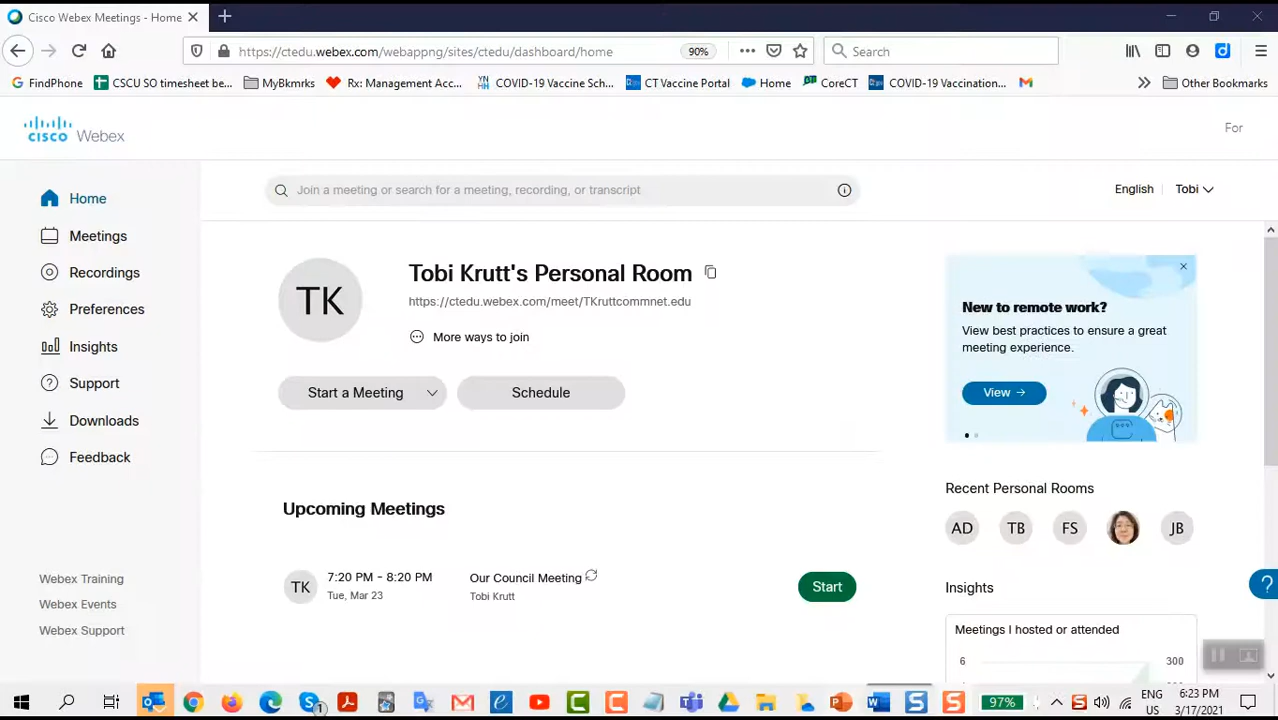 Cisco Webex Meetings - Home
https://ctedu.webex.com/webappng/sites/ctedu/dashboard/home
90%
Search
FindPhone
CSCU SO timesheet be...
MyBkmrks
Rx: Management Acc...
COVID-19 Vaccine Sch...
CT Vaccine Portal
Home
CoreCT
COVID-19 Vaccination...
Other Bookmarks
cisco Webex
For
Home
Meetings
Recordings
Preferences
Insights
Support
Downloads
Feedback
Webex Training
Webex Events
Webex Support
Join a meeting or search for a meeting, recording, or transcript
English
Tobi
TK
Tobi Krutt's Personal Room
https://ctedu.webex.com/meet/TKruttcommnet.edu
More ways to join
Start a Meeting
Schedule
Upcoming Meetings
TK
7:20 PM - 8:20 PM
Tue, Mar 23
Our Council Meeting
Tobi Krutt
Start
New to remote work?
View best practices to ensure a great
meeting experience.
View →
Recent Personal Rooms
AD
TB
FS
JB
Insights
Meetings I hosted or attended
6
300
?
97%
ENG
US
6:23 PM
3/17/2021